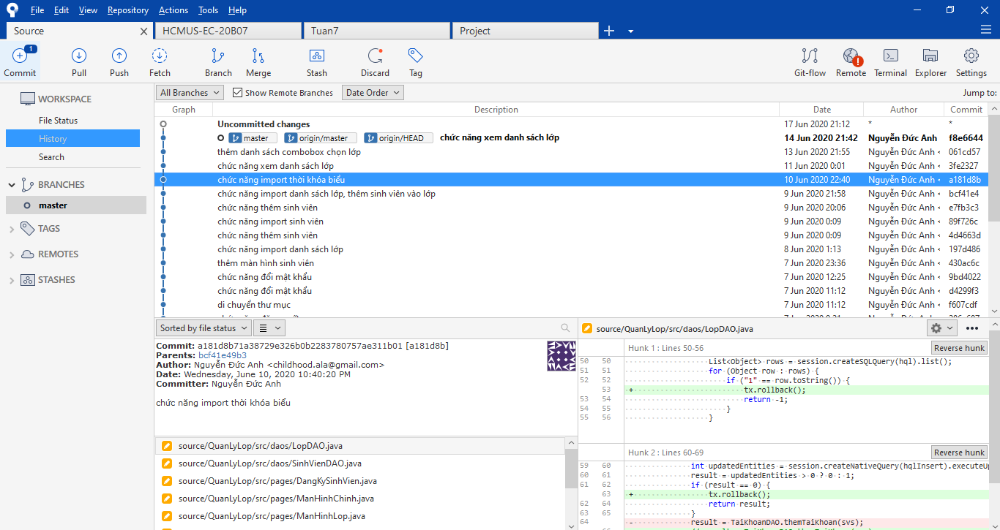 File Edit View Repository Actions Tools Help
Source HCMUS-EC-20B07 Tuan7 Project
1
Commit Pull Push Fetch Branch Merge Stash Discard Tag Git-flow Remote Terminal Explorer Settings
WORKSPACE
File Status
History
Search
BRANCHES
master
TAGS
REMOTES
STASHES
All Branches Show Remote Branches Date Order Jump to:
Graph Description Date Author Commit
Uncommitted changes 17 Jun 2020 21:12 * *
master origin/master origin/HEAD chức năng xem danh sách lớp 14 Jun 2020 21:42 Nguyễn Đức Anh f8e6644
thêm danh sách combobox chọn lớp 13 Jun 2020 21:55 Nguyễn Đức Anh < 061cd57
chức năng xem danh sách lớp 11 Jun 2020 0:01 Nguyễn Đức Anh < 3fe2327
chức năng import thời khóa biểu 10 Jun 2020 22:40 Nguyễn Đức Anh < a181d8b
chức năng import danh sách lớp, thêm sinh viên vào lớp 9 Jun 2020 21:58 Nguyễn Đức Anh < bcf41e4
chức năng thêm sinh viên 9 Jun 2020 20:06 Nguyễn Đức Anh < e7fb3c3
chức năng import sinh viên 9 Jun 2020 0:09 Nguyễn Đức Anh < 89f726c
chức năng thêm sinh viên 9 Jun 2020 0:09 Nguyễn Đức Anh < 4d4663d
chức năng import danh sách lớp 8 Jun 2020 1:13 Nguyễn Đức Anh < 197d486
thêm màn hình sinh viên 7 Jun 2020 23:36 Nguyễn Đức Anh < 430ac6c
chức năng đổi mật khẩu 7 Jun 2020 12:25 Nguyễn Đức Anh < 9bd4022
chức năng đổi mật khẩu 7 Jun 2020 11:12 Nguyễn Đức Anh < d4299f3
di chuyển thư mục 7 Jun 2020 11:12 Nguyễn Đức Anh < f607cdf
Sorted by file status
Commit: a181d8b71a38729e326b0b2283780757ae311b01 [a181d8b]
Parents: bcf41e49b3
Author: Nguyễn Đức Anh <childhood.ala@gmail.com>
Date: Wednesday, June 10, 2020 10:40:20 PM
Committer: Nguyễn Đức Anh
chức năng import thời khóa biểu
source/QuanLyLop/src/daos/LopDAO.java
source/QuanLyLop/src/daos/SinhVienDAO.java
source/QuanLyLop/src/pages/DangKySinhVien.java
source/QuanLyLop/src/pages/ManHinhChinh.java
source/QuanLyLop/src/pages/ManHinhLop.java
source/QuanLyLop/src/daos/LopDAO.java
Hunk 1 : Lines 50-56 Reverse hunk
50 50 List<Object> rows = session.createSQLQuery(hql).list();
51 51 for (Object row : rows) {
52 52 if ("1" == row.toString()) {
53 + tx.rollback();
53 54 return -1;
54 55 }
55 56 }
Hunk 2 : Lines 60-69 Reverse hunk
59 60 int updatedEntities = session.createNativeQuery(hqlInsert).executeUp
60 61 result = updatedEntities > 0 ? 0 : 1;
61 62 if (result == 0) {
63 + tx.rollback();
62 64 return result;
63 65 }
64 - result = TaiKhoanDAO.themTaiKhoan(svs);